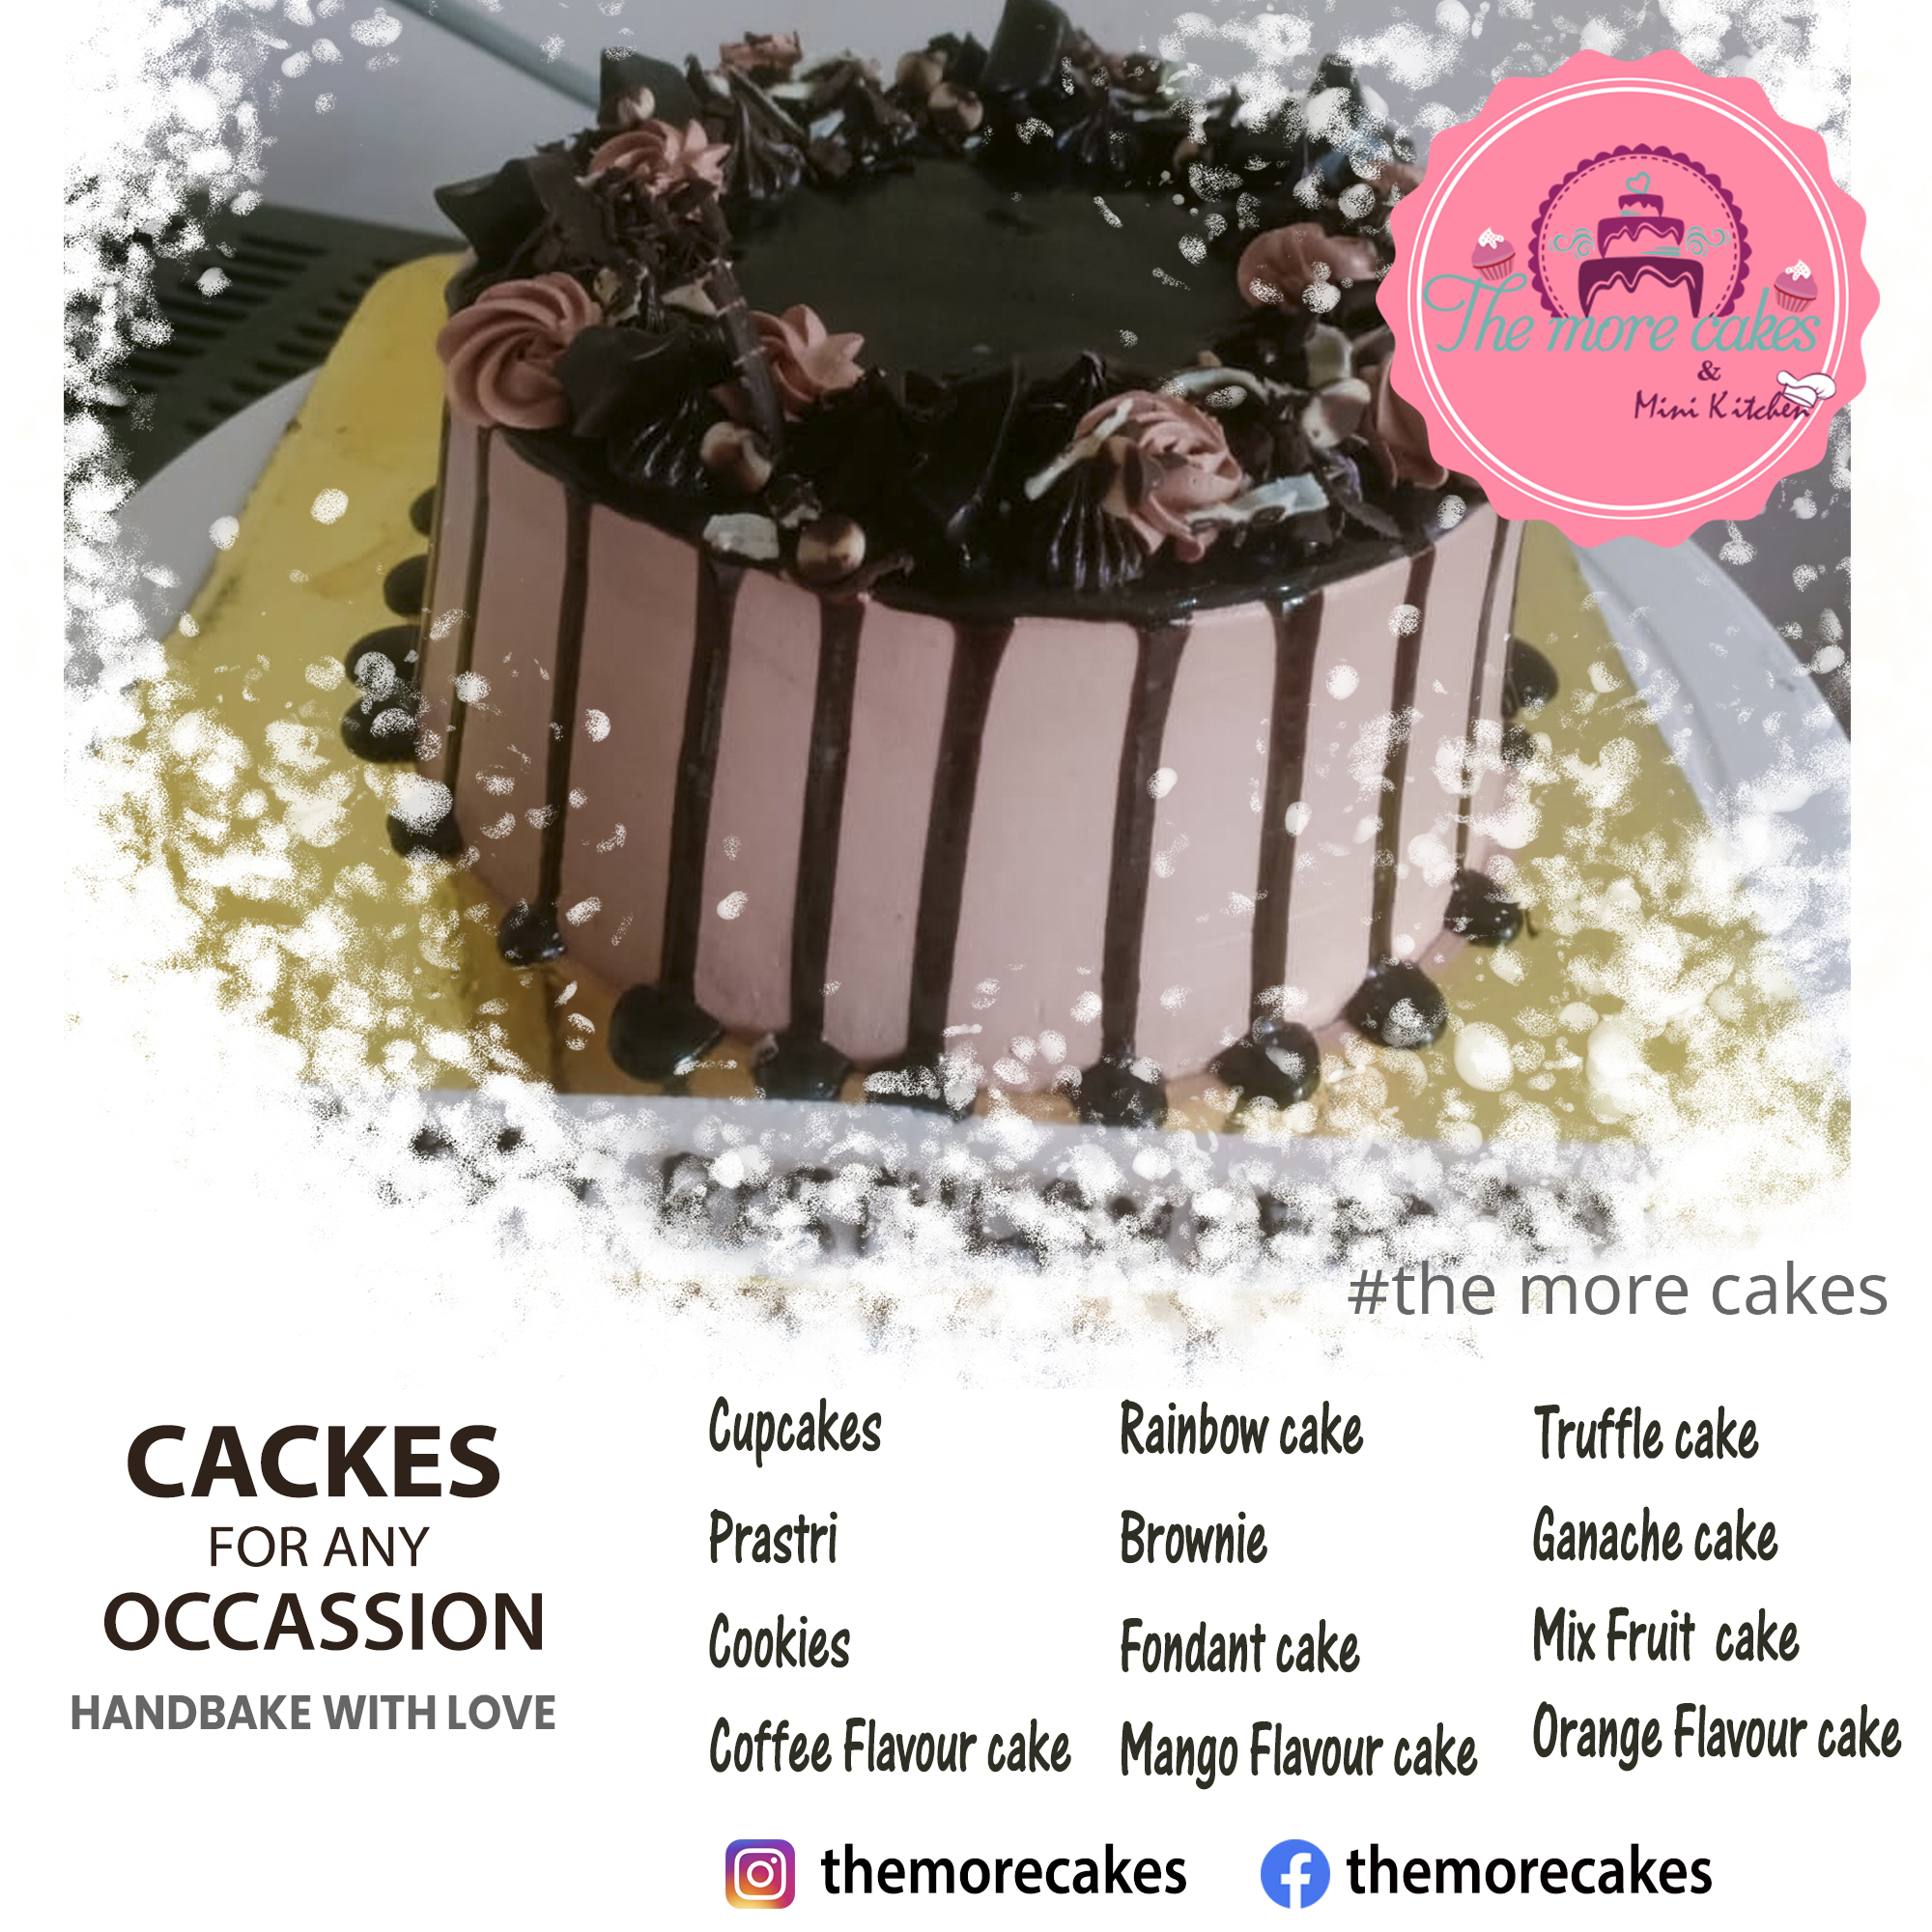 The more cakes
&
Mini Kitchen
#the more cakes
CACKES
FOR ANY
OCCASSION
HANDBAKE WITH LOVE
Cupcakes
Prastri
Cookies
Coffee Flavour cake
Rainbow cake
Brownie
Fondant cake
Mango Flavour cake
Truffle cake
Ganache cake
Mix Fruit cake
Orange Flavour cake
themorecakes
themorecakes